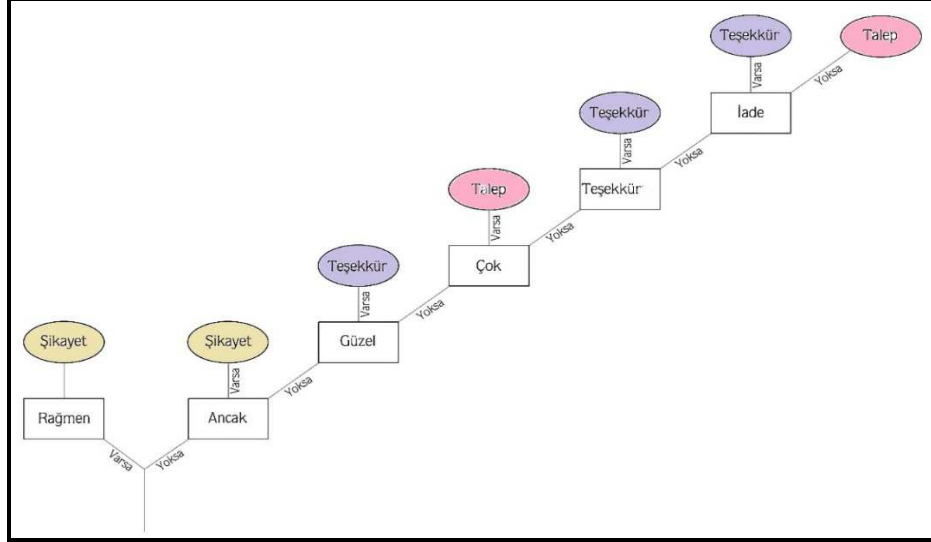 Teşekkür
Talep
Varsa
Yoksa
İade
Teşekkür
Varsa
Yoksa
Teşekkür
Talep
Varsa
Yoksa
Çok
Teşekkür
Varsa
Yoksa
Güzel
Şikayet
Şikayet
Varsa
Yoksa
Rağmen
Ancak
Varsa
Yoksa